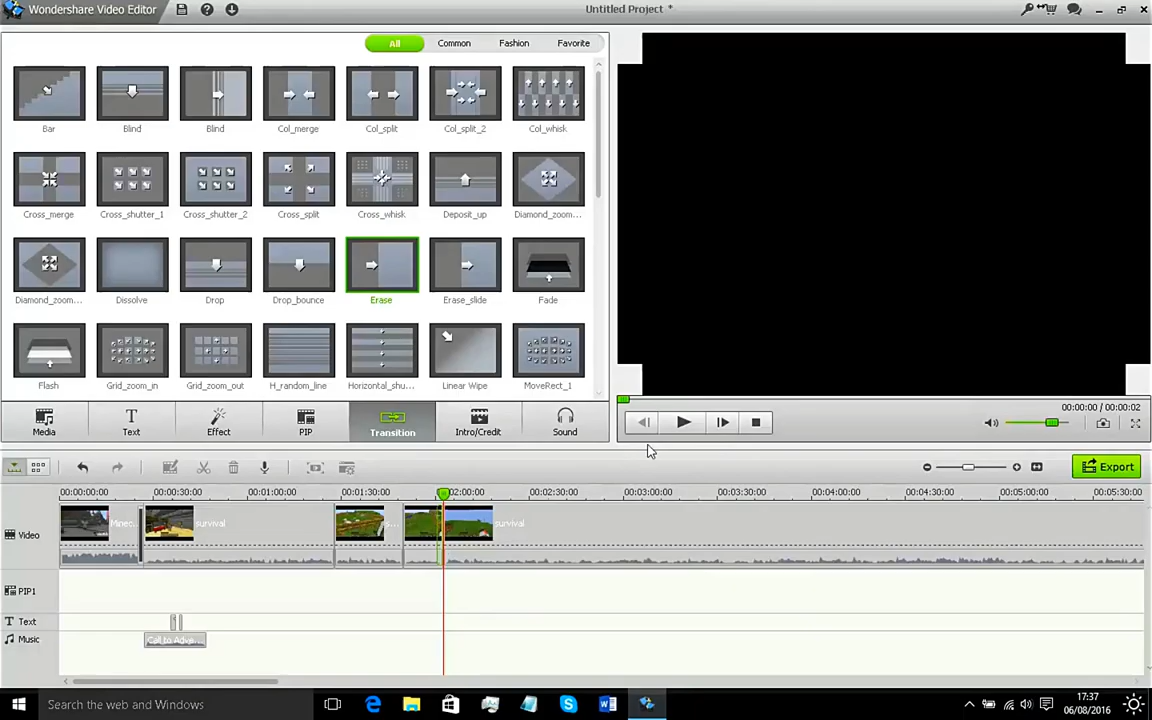 Wondershare Video Editor
Untitled Project *
All
Common
Fashion
Favorite
Bar
Blind
Blind
Col_merge
Col_split
Col_split_2
Col_whisk
Cross_merge
Cross_shutter_1
Cross_shutter_2
Cross_split
Cross_whisk
Deposit_up
Diamond_zoom...
Diamond_zoom...
Dissolve
Drop
Drop_bounce
Erase
Erase_slide
Fade
Flash
Grid_zoom_in
Grid_zoom_out
H_random_line
Horizontal_shu...
Linear Wipe
MoveRect_1
00:00:00 / 00:00:02
Media
Text
Effect
PIP
Transition
Intro/Credit
Sound
Export
00:00:00:00
00:00:30:00
00:01:00:00
00:01:30:00
02:00:00
00:02:30:00
00:03:00:00
00:03:30:00
00:04:00:00
00:04:30:00
00:05:00:00
00:05:30:00
Video
Minec...
survival
s...
survival
PIP1
Text
Music
Call to Adve...
Search the web and Windows
17:37
06/08/2016